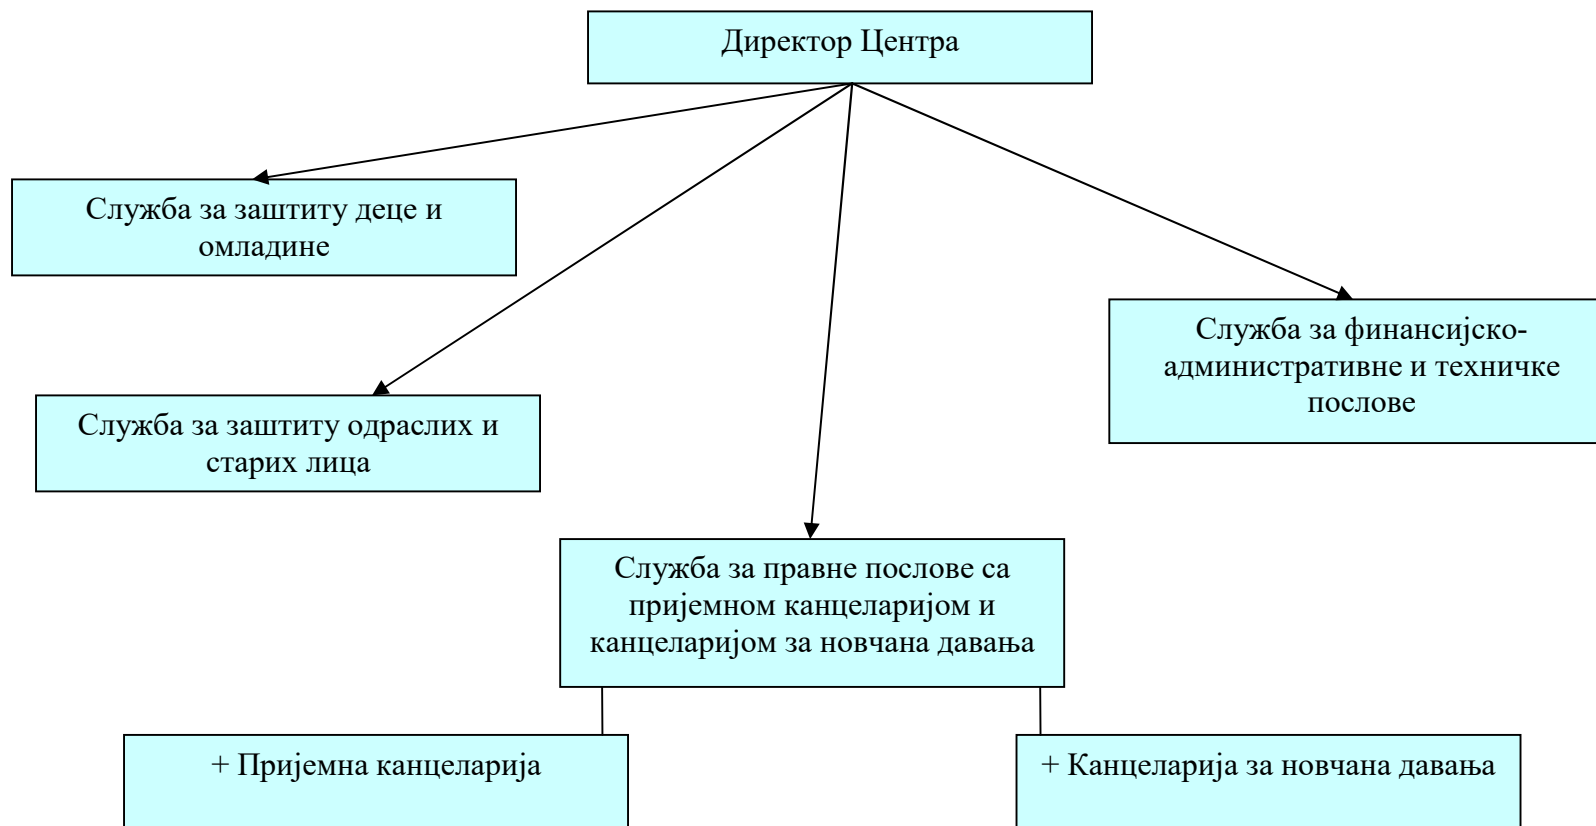 Директор Центра
Служба за заштиту деце и
омладине
Служба за финансијско-
административне и техничке
послове
Служба за заштиту одраслих и
старих лица
Служба за правне послове са
пријемном канцеларијом и
канцеларијом за новчана давања
+ Пријемна канцеларија
+ Канцеларија за новчана давања